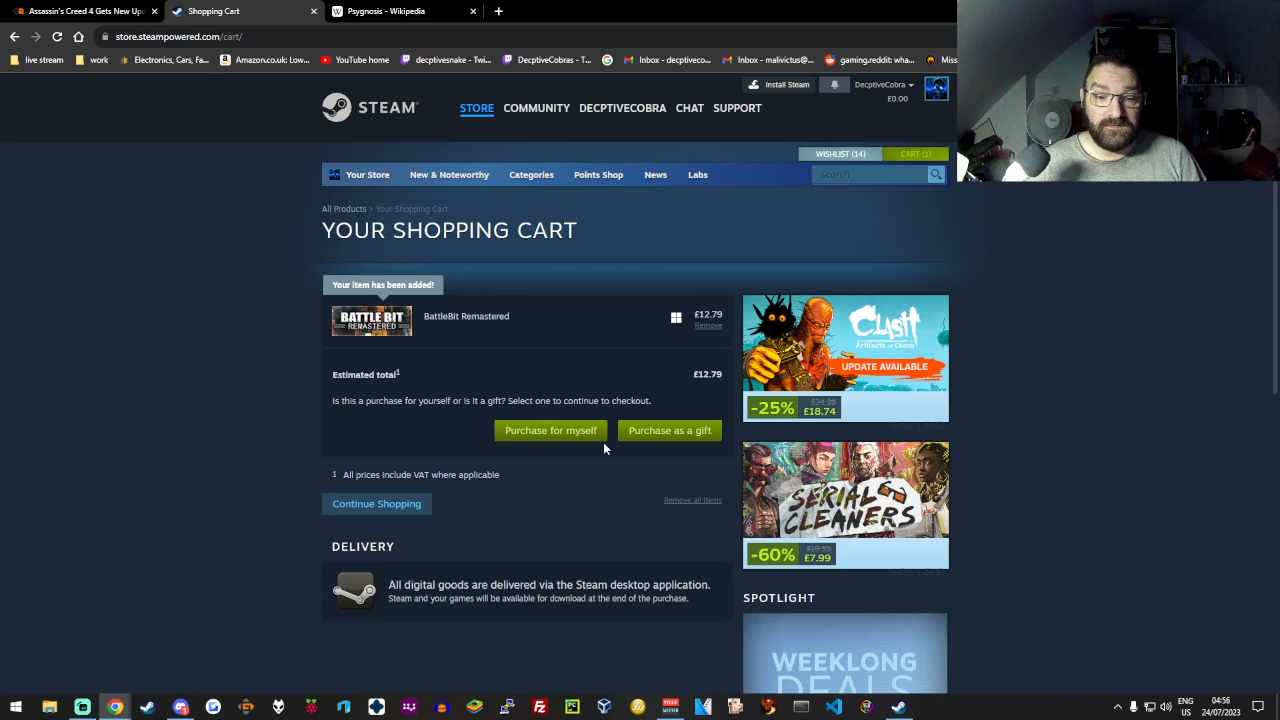 Assassin's Creed 4 Gets New Up
Shopping Cart
Psygnosis - Wikipedia
store.steampowered.com/cart/
live stream
work
Electronics, Cars, Fa...
Amazon.co.uk: Low...
YouTube home
decptivesnake - Twi...
DecptiveCobras - T...
Inbox - decptiveco...
Inbox - malivictus@...
gaming.reddit: wha...
Miss
Install Steam
DecptiveCobra
£0.00
STEAM
STORE
COMMUNITY
DECPTIVECOBRA
CHAT
SUPPORT
WISHLIST (14)
CART (1)
Your Store
New & Noteworthy
Categories
Points Shop
News
Labs
search
All Products > Your Shopping Cart
YOUR SHOPPING CART
Your item has been added!
BATTLE BIT
REMASTERED
BattleBit Remastered
£12.79
Remove
Estimated total1
£12.79
Is this a purchase for yourself or is it a gift? Select one to continue to checkout.
Purchase for myself
Purchase as a gift
1 All prices include VAT where applicable
Continue Shopping
Remove all items
DELIVERY
All digital goods are delivered via the Steam desktop application.
Steam and your games will be available for download at the end of the purchase.
CLASH
Artifacts of Chaos
UPDATE AVAILABLE
-25%
£24.99
£18.74
SERIAL
CLEANERS
-60%
£19.99
£7.99
SPOTLIGHT
WEEKLONG
DEALS
ENG
US
04:56
24/07/2023